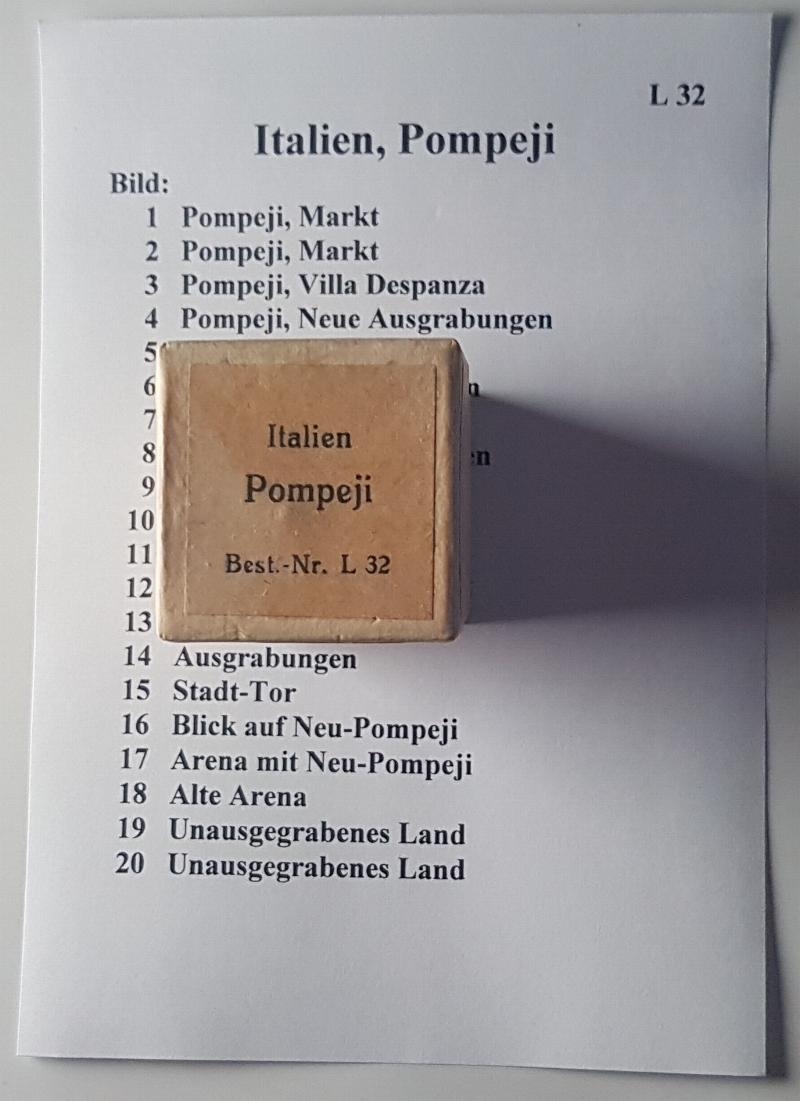 L 32
Italien, Pompeji
Bild:
1 Pompeji, Markt
2 Pompeji, Markt
3 Pompeji, Villa Despanza
4 Pompeji, Neue Ausgrabungen
5
6
7
8
9
10
11
12
13
14 Ausgrabungen
15 Stadt-Tor
16 Blick auf Neu-Pompeji
17 Arena mit Neu-Pompeji
18 Alte Arena
19 Unausgegrabenes Land
20 Unausgegrabenes Land
Italien
Pompeji
Best.-Nr. L 32